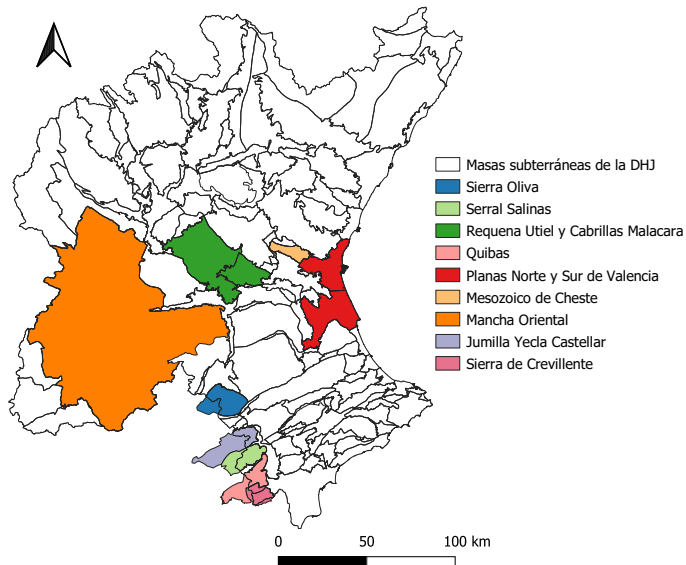 Masas subterráneas de la DHJ
Sierra Oliva
Serral Salinas
Requena Utiel y Cabrillas Malacara
Quibas
Planas Norte y Sur de Valencia
Mesozoico de Cheste
Mancha Oriental
Jumilla Yecla Castellar
Sierra de Crevillente
0 50 100 km